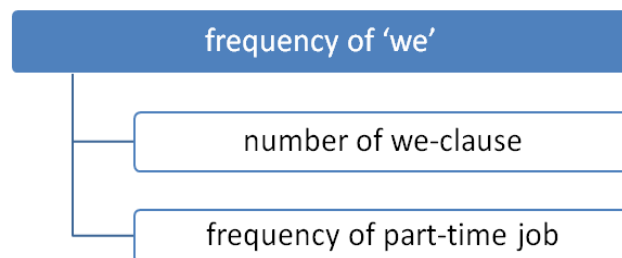 frequency of ‘we’
number of we-clause
frequency of part-time job